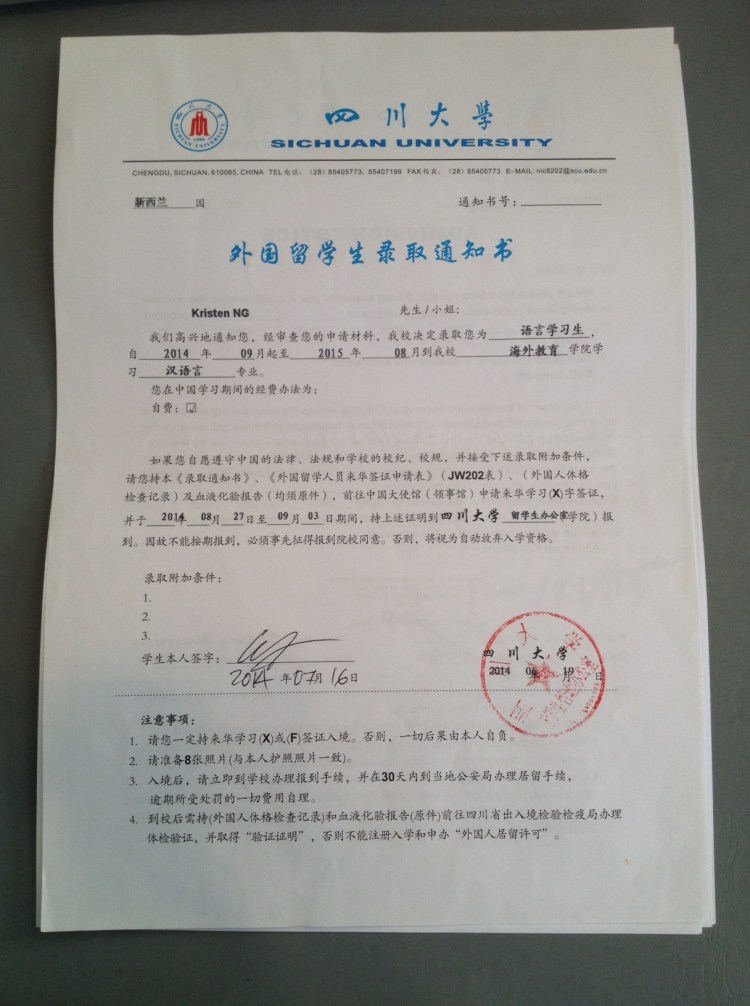 四川大学
SICHUAN UNIVERSITY
CHENGDU, SICHUAN, 610065, CHINA TEL 电话：（28）85405773、85407199 FAX 传真：（28）85405773 E-MAIL: nic8202@scu.edu.cn
新西兰 国 通知书号：
外国留学生录取通知书
Kristen NG 先生/小姐：
我们高兴地通知您，经审查您的申请材料，我校决定录取您为 语言学习生，
自 2014 年 09 月起至 2015 年 08 月到我校 海外教育 学院学
习 汉语言 专业。
您在中国学习期间的经费办法为：
自费：☑
如果您自愿遵守中国的法律、法规和学校的校纪、校规，并接受下述录取附加条件，
请您持本《录取通知书》、《外国留学人员来华签证申请表》（JW202表）、（外国人体格
检查记录）及血液化验报告（均须原件），前往中国大使馆（领事馆）申请来华学习(X)字签证，
并于 2014 08月 27日至 09月 03日期间，持上述证明到四川大学 留学生办公室学院）报
到。因故不能按期报到，必须事先征得报到院校同意。否则，将视为自动放弃入学资格。
录取附加条件：
1.
2.
3.
学生本人签字：
2014 年07月16日
四川大学
2014 06 19 日
注意事项：
1. 请您一定持来华学习(X)或(F)签证入境。否则，一切后果由本人自负。
2. 请准备8张照片(与本人护照照片一致)。
3. 入境后，请立即到学校办理报到手续，并在30天内到当地公安局办理居留手续，
逾期所受处罚的一切费用自理。
4. 到校后需持(外国人体格检查记录)和血液化验报告(原件)前往四川省出入境检验检疫局办理
体检验证，并取得“验证证明”，否则不能注册入学和申办“外国人居留许可”。